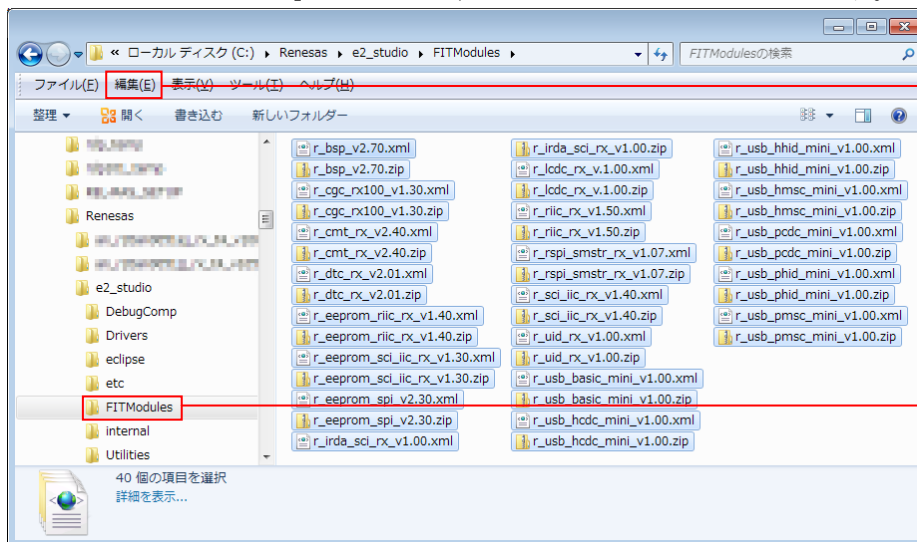 « ローカル ディスク (C:) ▸ Renesas ▸ e2_studio ▸ FITModules ▸
FITModulesの検索
ファイル(F) 編集(E) 表示(V) ツール(T) ヘルプ(H)
整理 ▼ 開く 書き込む 新しいフォルダー
Renesas
e2_studio
DebugComp
Drivers
eclipse
etc
FITModules
internal
Utilities
r_bsp_v2.70.xml
r_bsp_v2.70.zip
r_cgc_rx100_v1.30.xml
r_cgc_rx100_v1.30.zip
r_cmt_rx_v2.40.xml
r_cmt_rx_v2.40.zip
r_dtc_rx_v2.01.xml
r_dtc_rx_v2.01.zip
r_eeprom_riic_rx_v1.40.xml
r_eeprom_riic_rx_v1.40.zip
r_eeprom_sci_iic_rx_v1.30.xml
r_eeprom_sci_iic_rx_v1.30.zip
r_eeprom_spi_v2.30.xml
r_eeprom_spi_v2.30.zip
r_irda_sci_rx_v1.00.xml
r_irda_sci_rx_v1.00.zip
r_lcdc_rx_v.1.00.xml
r_lcdc_rx_v.1.00.zip
r_riic_rx_v1.50.xml
r_riic_rx_v1.50.zip
r_rspi_smstr_rx_v1.07.xml
r_rspi_smstr_rx_v1.07.zip
r_sci_iic_rx_v1.40.xml
r_sci_iic_rx_v1.40.zip
r_uid_rx_v1.00.xml
r_uid_rx_v1.00.zip
r_usb_basic_mini_v1.00.xml
r_usb_basic_mini_v1.00.zip
r_usb_hcdc_mini_v1.00.xml
r_usb_hcdc_mini_v1.00.zip
r_usb_hhid_mini_v1.00.xml
r_usb_hhid_mini_v1.00.zip
r_usb_hmsc_mini_v1.00.xml
r_usb_hmsc_mini_v1.00.zip
r_usb_pcdc_mini_v1.00.xml
r_usb_pcdc_mini_v1.00.zip
r_usb_phid_mini_v1.00.xml
r_usb_phid_mini_v1.00.zip
r_usb_pmsc_mini_v1.00.xml
r_usb_pmsc_mini_v1.00.zip
40 個の項目を選択
詳細を表示...